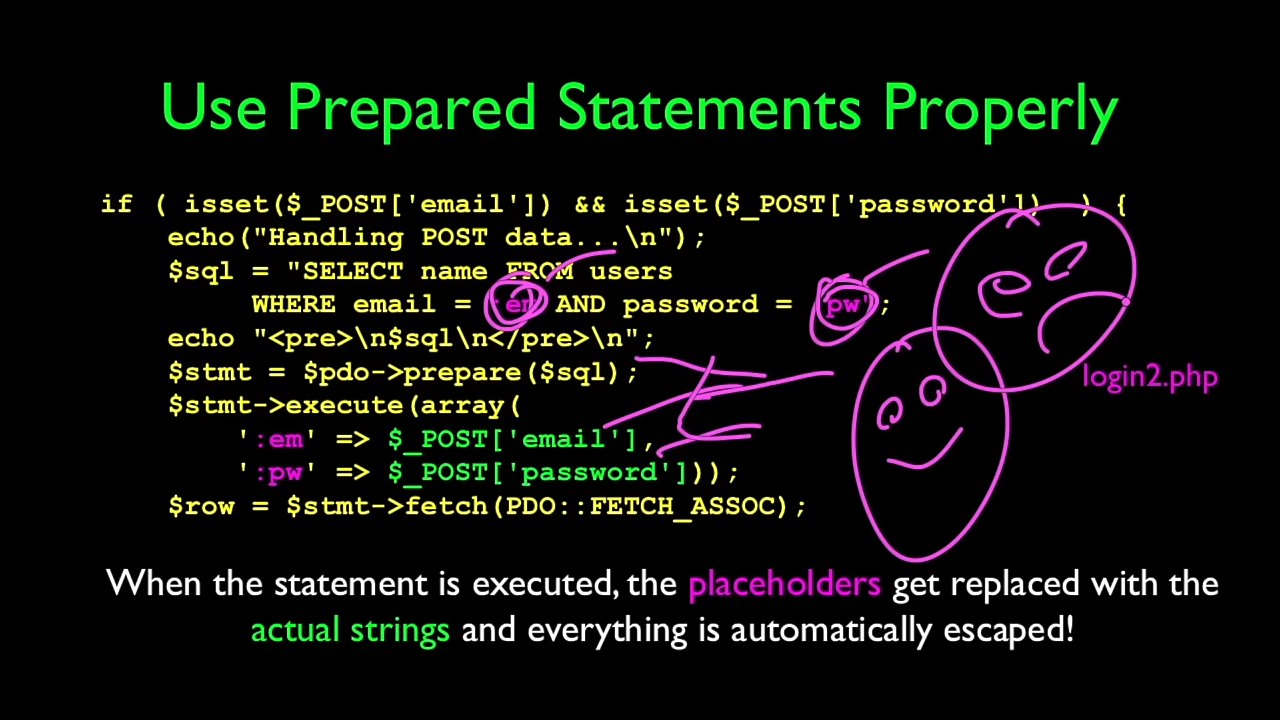 Use Prepared Statements Properly
if ( isset($_POST['email']) && isset($_POST['password']) ) {
echo("Handling POST data...\n");
$sql = "SELECT name FROM users
WHERE email = :em AND password = :pw";
echo "<pre>\n$sql\n</pre>\n";
$stmt = $pdo->prepare($sql);
$stmt->execute(array(
':em' => $_POST['email'],
':pw' => $_POST['password']));
$row = $stmt->fetch(PDO::FETCH_ASSOC);
login2.php
When the statement is executed, the placeholders get replaced with the
actual strings and everything is automatically escaped!